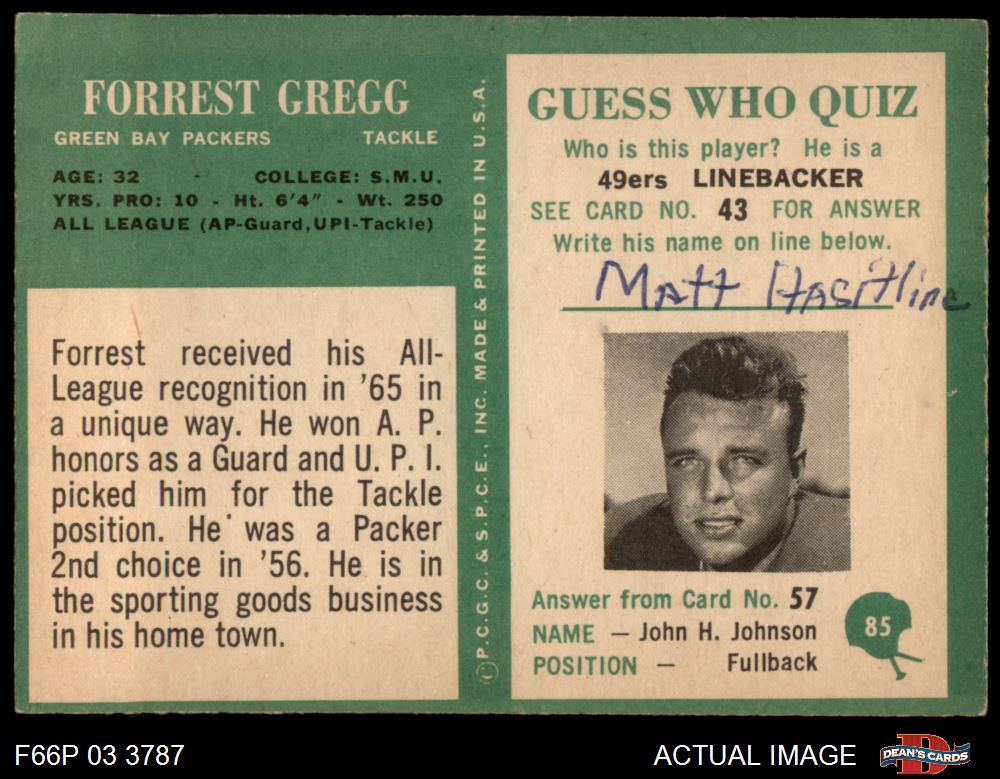 FORREST GREGG
GREEN BAY PACKERS TACKLE
AGE: 32 - COLLEGE: S.M.U.
YRS. PRO: 10 - Ht. 6'4" - Wt. 250
ALL LEAGUE (AP-Guard,UPI-Tackle)
Forrest received his All-
League recognition in '65 in
a unique way. He won A. P.
honors as a Guard and U. P. I.
picked him for the Tackle
position. He was a Packer
2nd choice in '56. He is in
the sporting goods business
in his home town.
P.C.G.C. & S.P.C.E., INC. MADE & PRINTED IN U.S.A.
GUESS WHO QUIZ
Who is this player? He is a
49ers LINEBACKER
SEE CARD NO. 43 FOR ANSWER
Write his name on line below.
Matt Hasitline
Answer from Card No. 57
NAME — John H. Johnson
POSITION — Fullback
85
F66P 03 3787
ACTUAL IMAGE
DEAN'S CARDS